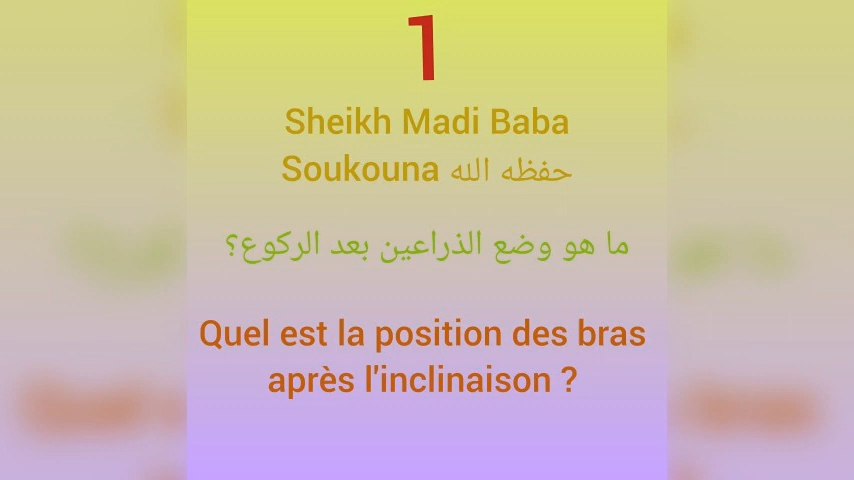 1
Sheikh Madi Baba
Soukouna حفظه الله
ما هو وضع الذراعين بعد الركوع؟
Quel est la position des bras
après l'inclinaison ?